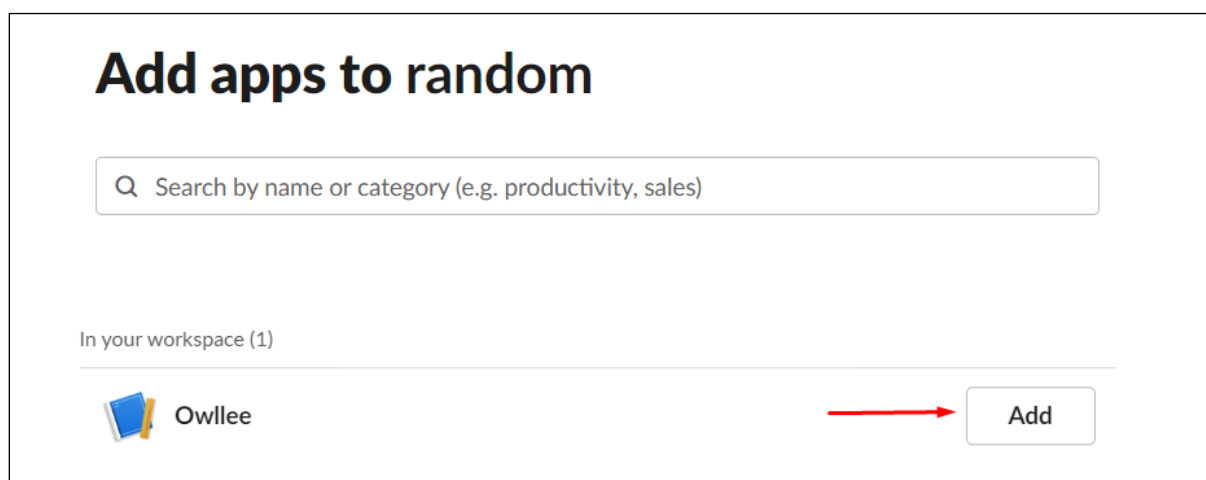 Add apps to random
Search by name or category (e.g. productivity, sales)
In your workspace (1)
Owllee
Add